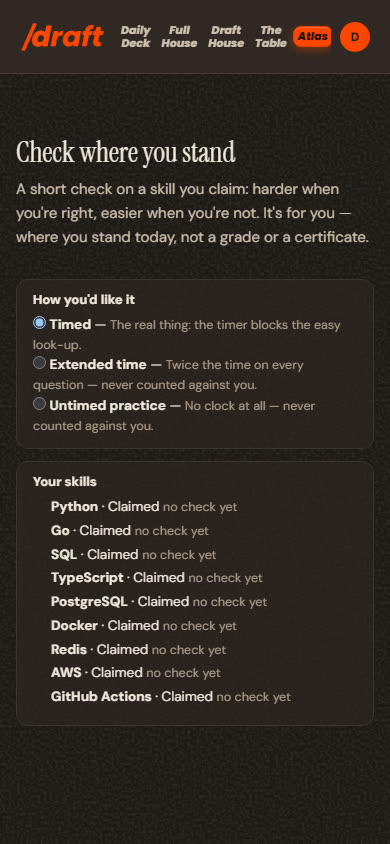 /draft
Daily Deck
Full House
Draft House
The Table
Atlas
D
Check where you stand
A short check on a skill you claim: harder when
you're right, easier when you're not. It's for you —
where you stand today, not a grade or a certificate.
How you'd like it
Timed — The real thing: the timer blocks the easy
look-up.
Extended time — Twice the time on every
question — never counted against you.
Untimed practice — No clock at all — never
counted against you.
Your skills
Python · Claimed no check yet
Go · Claimed no check yet
SQL · Claimed no check yet
TypeScript · Claimed no check yet
PostgreSQL · Claimed no check yet
Docker · Claimed no check yet
Redis · Claimed no check yet
AWS · Claimed no check yet
GitHub Actions · Claimed no check yet